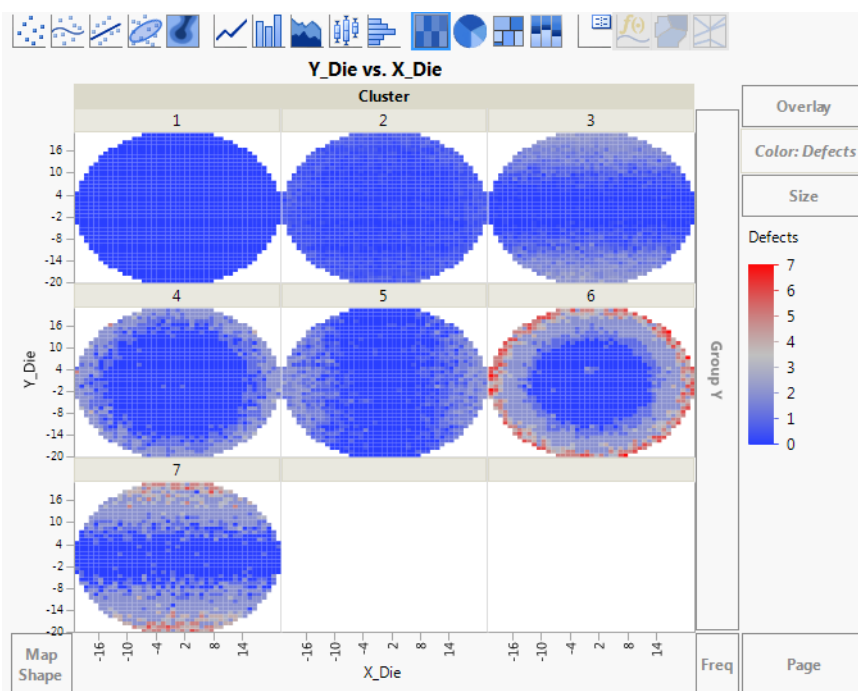 f(x)
Y_Die vs. X_Die
Cluster
1 2 3
16
10
4
-2
-8
-14
-20
4 5 6
16
10
4
-2
-8
-14
-20
7
16
10
4
-2
-8
-14
-20
Y_Die
-16 -10 -4 2 8 14
-16 -10 -4 2 8 14
-16 -10 -4 2 8 14
X_Die
Map
Shape
Group Y
Freq
Overlay
Color: Defects
Size
Defects
7
6
5
4
3
2
1
0
Page